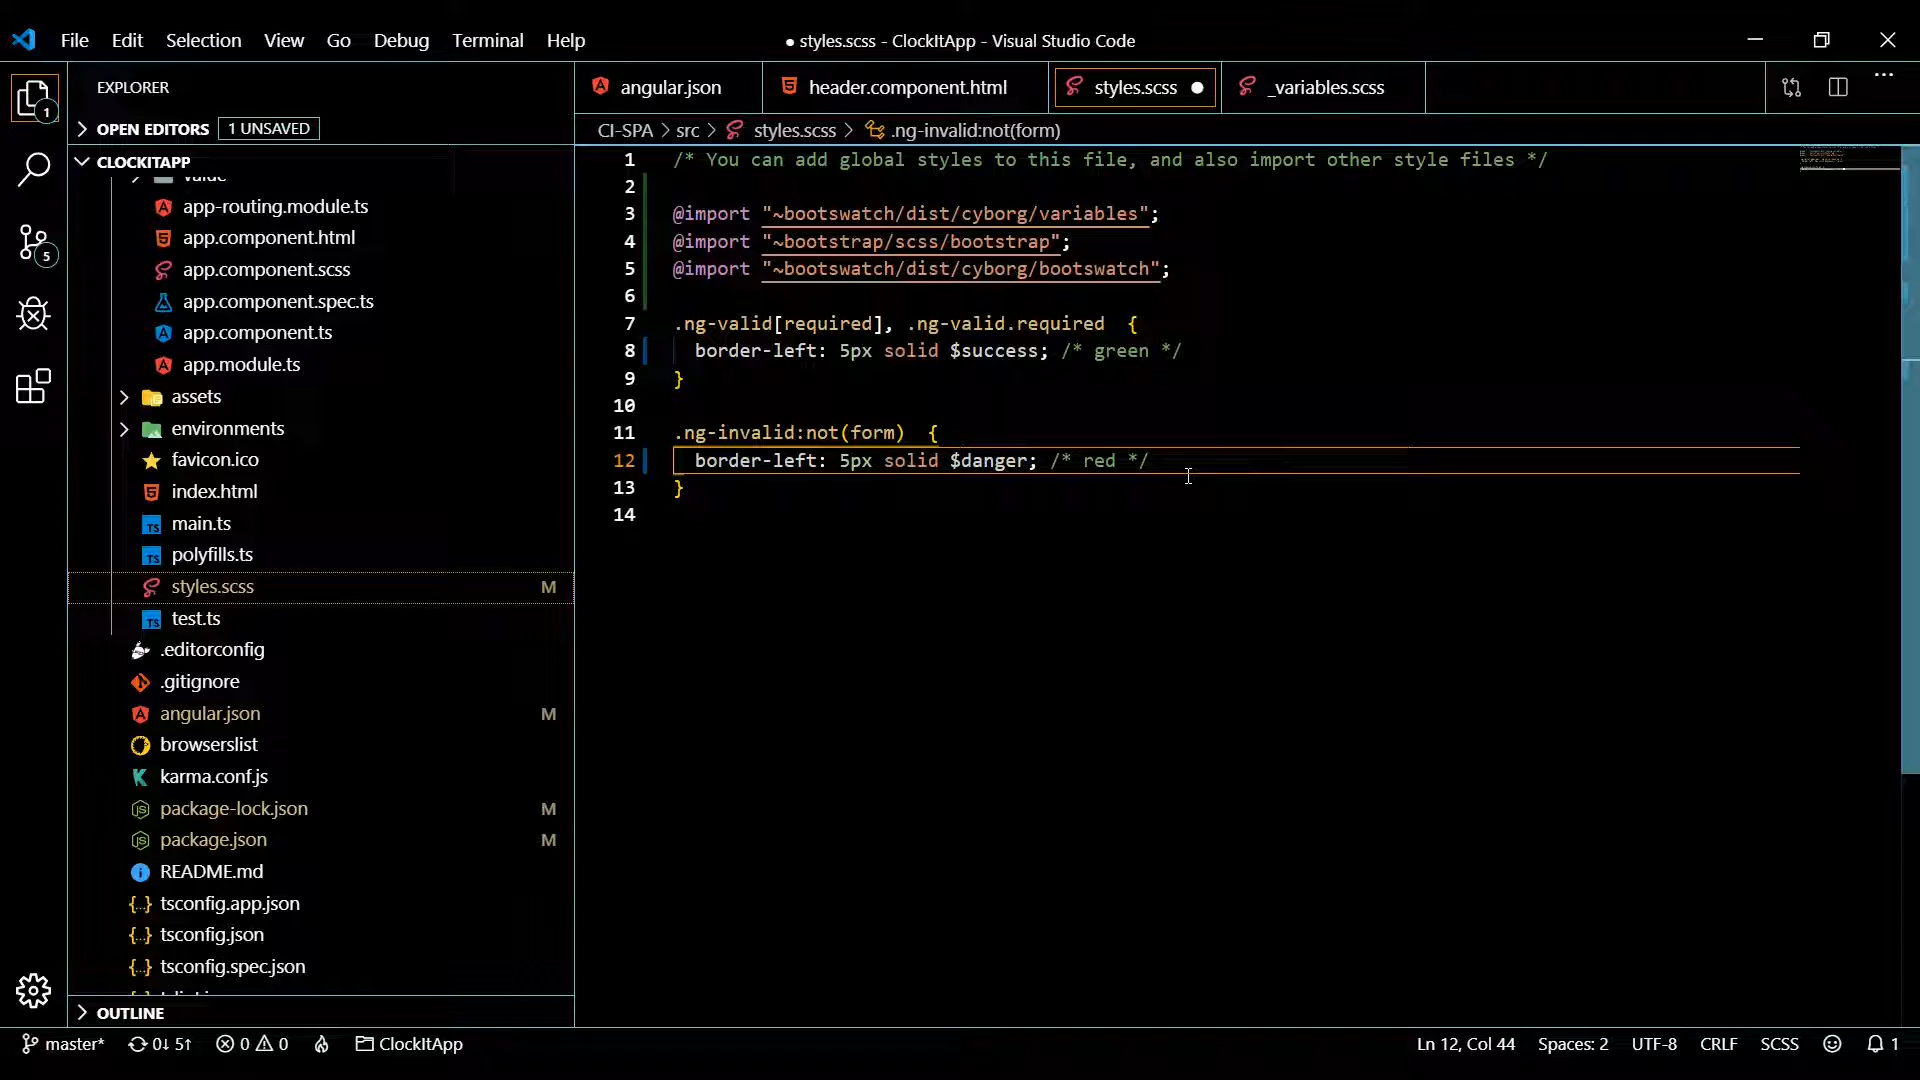 File Edit Selection View Go Debug Terminal Help
● styles.scss - ClockItApp - Visual Studio Code
EXPLORER
OPEN EDITORS 1 UNSAVED
CLOCKITAPP
value
app-routing.module.ts
app.component.html
app.component.scss
app.component.spec.ts
app.component.ts
app.module.ts
assets
environments
favicon.ico
index.html
TS main.ts
TS polyfills.ts
styles.scss M
TS test.ts
.editorconfig
.gitignore
angular.json M
browserslist
karma.conf.js
package-lock.json M
package.json M
README.md
{..} tsconfig.app.json
{..} tsconfig.json
{..} tsconfig.spec.json
OUTLINE
1
5
angular.json header.component.html styles.scss _variables.scss
CI-SPA > src > styles.scss > .ng-invalid:not(form)
1 /* You can add global styles to this file, and also import other style files */
2
3 @import "~bootswatch/dist/cyborg/variables";
4 @import "~bootstrap/scss/bootstrap";
5 @import "~bootswatch/dist/cyborg/bootswatch";
6
7 .ng-valid[required], .ng-valid.required {
8 border-left: 5px solid $success; /* green */
9 }
10
11 .ng-invalid:not(form) {
12 border-left: 5px solid $danger; /* red */
13 }
14
master* 0↓ 5↑ 0 0 ClockItApp
Ln 12, Col 44 Spaces: 2 UTF-8 CRLF SCSS 1